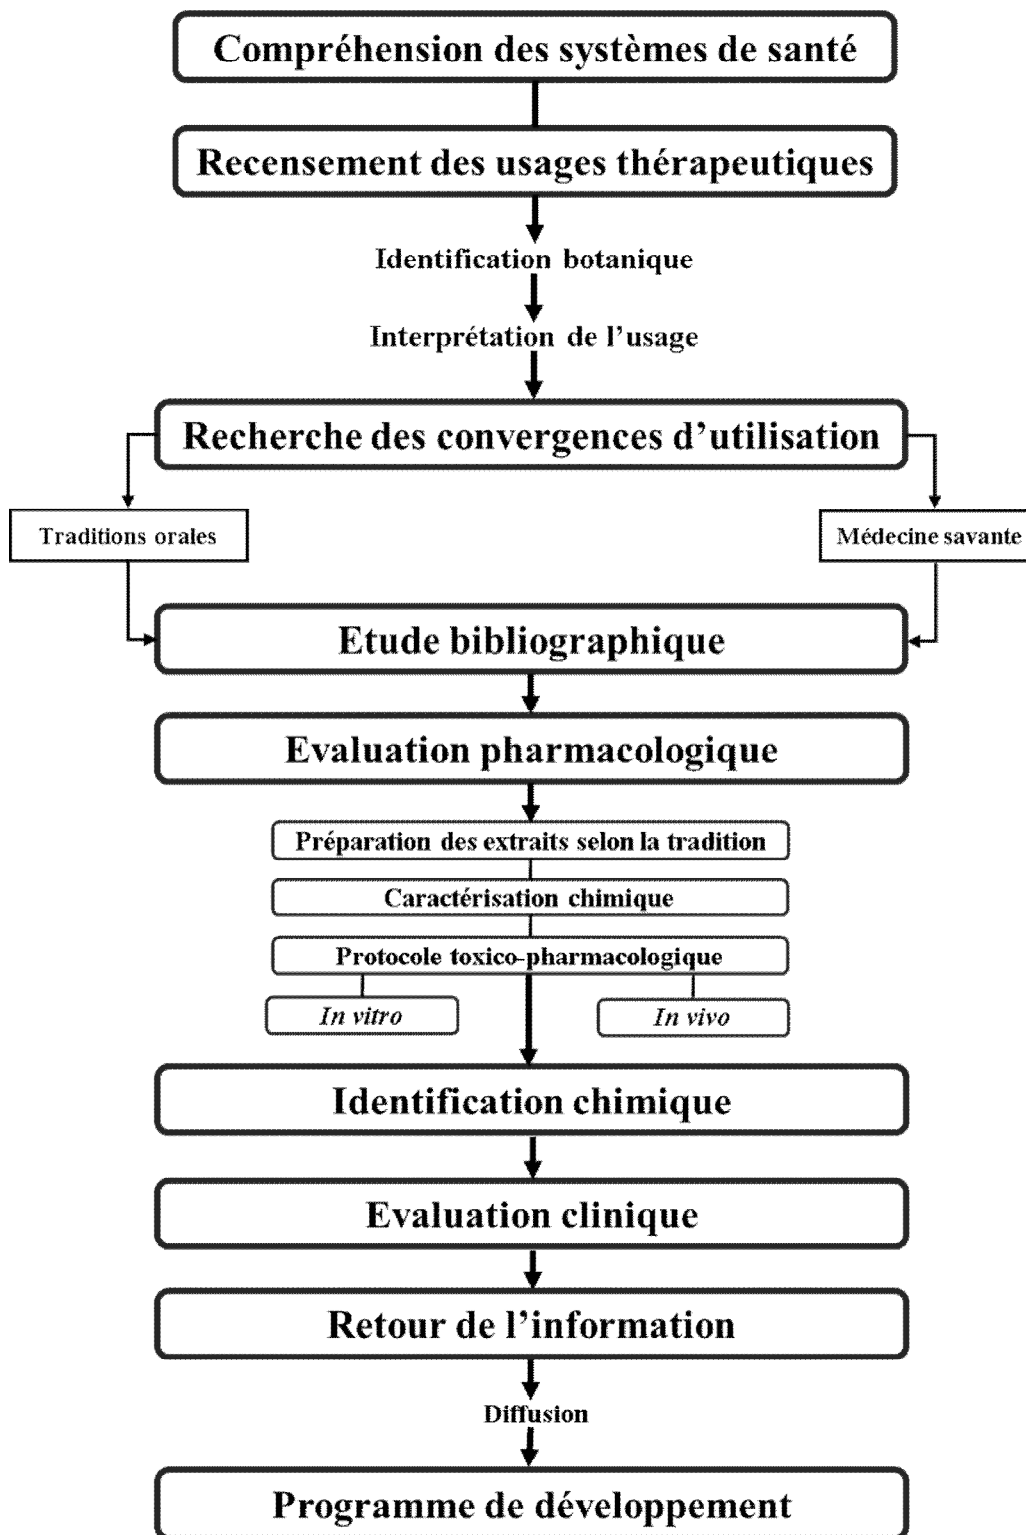 Compréhension des systèmes de santé
Recensement des usages thérapeutiques
Identification botanique
Interprétation de l’usage
Recherche des convergences d’utilisation
Traditions orales
Médecine savante
Etude bibliographique
Evaluation pharmacologique
Préparation des extraits selon la tradition
Caractérisation chimique
Protocole toxico-pharmacologique
In vitro
In vivo
Identification chimique
Evaluation clinique
Retour de l’information
Diffusion
Programme de développement